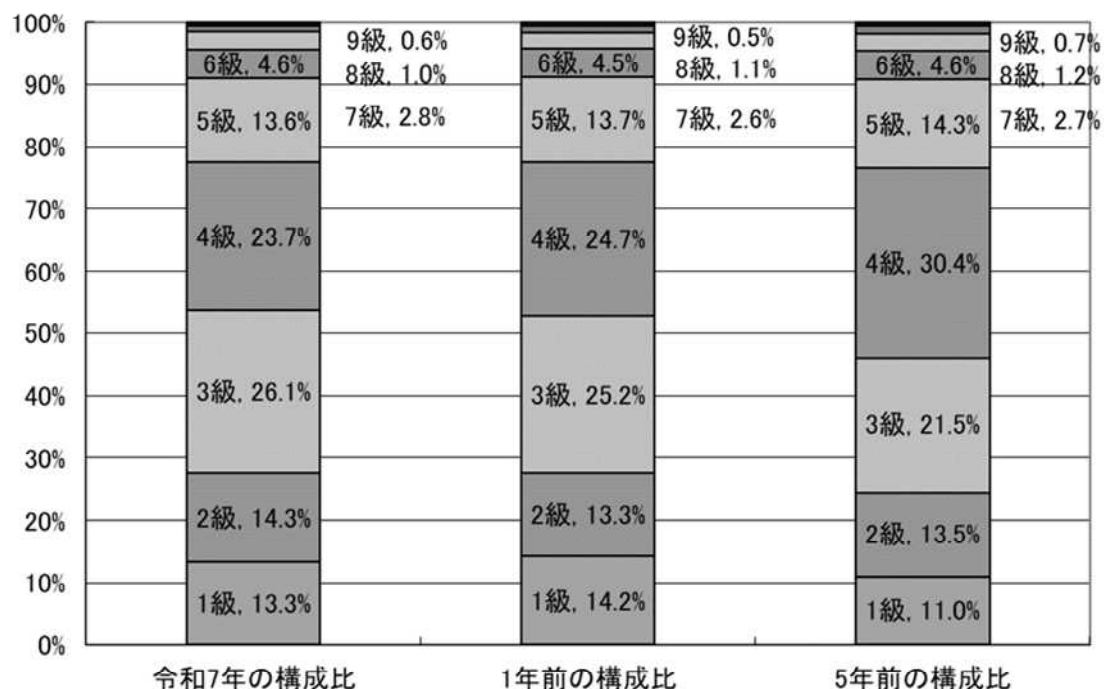 100%
90%
80%
70%
60%
50%
40%
30%
20%
10%
0%
9級, 0.6%
8級, 1.0%
7級, 2.8%
6級, 4.6%
5級, 13.6%
4級, 23.7%
3級, 26.1%
2級, 14.3%
1級, 13.3%
令和7年の構成比
9級, 0.5%
8級, 1.1%
7級, 2.6%
6級, 4.5%
5級, 13.7%
4級, 24.7%
3級, 25.2%
2級, 13.3%
1級, 14.2%
1年前の構成比
9級, 0.7%
8級, 1.2%
7級, 2.7%
6級, 4.6%
5級, 14.3%
4級, 30.4%
3級, 21.5%
2級, 13.5%
1級, 11.0%
5年前の構成比